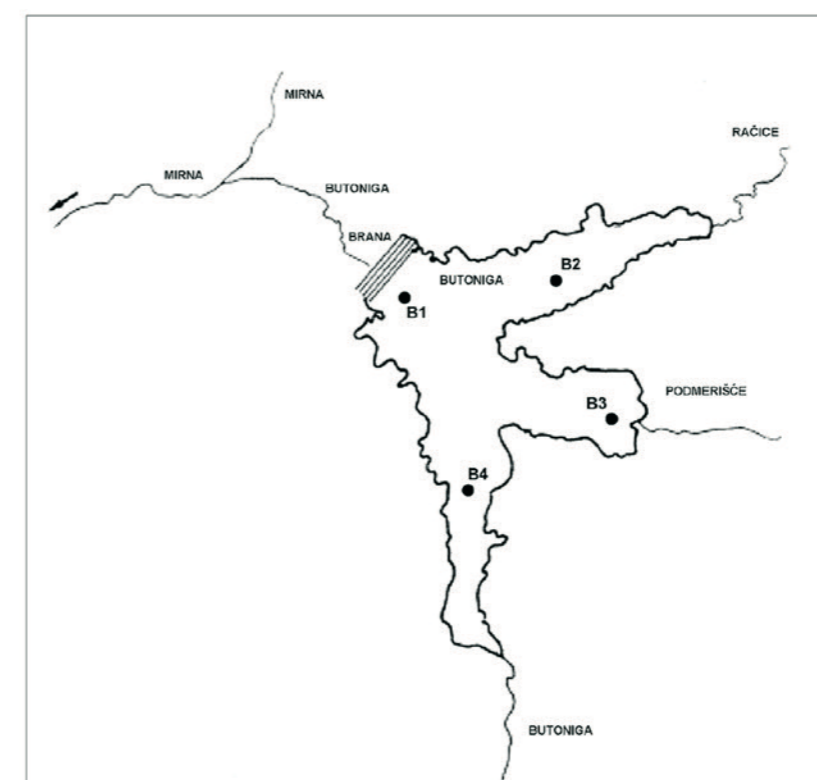 MIRNA
RAČICE
MIRNA
BUTONIGA
BRANA
B2
BUTONIGA
B1
PODMERIŠĆE
B3
B4
BUTONIGA